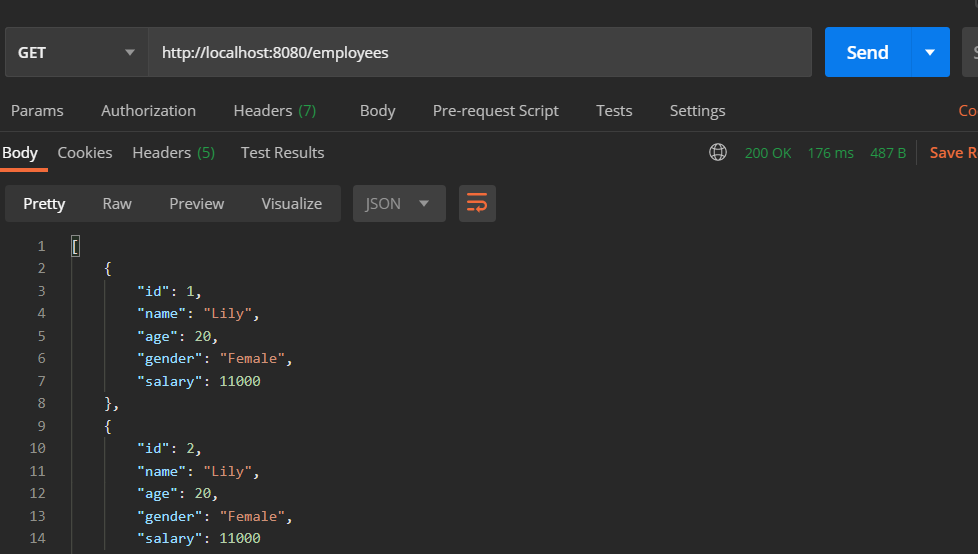 GET http://localhost:8080/employees Send
Params Authorization Headers (7) Body Pre-request Script Tests Settings
Body Cookies Headers (5) Test Results 200 OK 176 ms 487 B Save
Pretty Raw Preview Visualize JSON
1 [
2 {
3 "id": 1,
4 "name": "Lily",
5 "age": 20,
6 "gender": "Female",
7 "salary": 11000
8 },
9 {
10 "id": 2,
11 "name": "Lily",
12 "age": 20,
13 "gender": "Female",
14 "salary": 11000